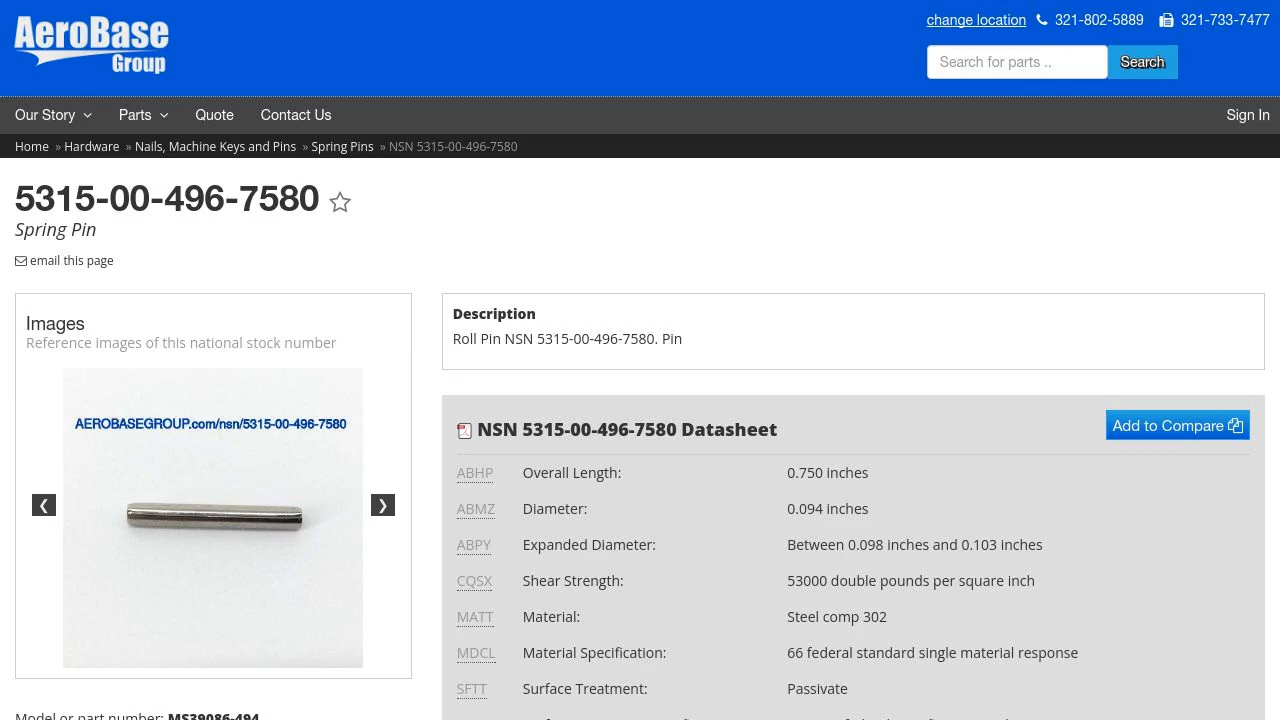 AeroBase
Group
change location 321-802-5889 321-733-7477
Search for parts .. Search
Our Story Parts Quote Contact Us Sign In
Home » Hardware » Nails, Machine Keys and Pins » Spring Pins » NSN 5315-00-496-7580
5315-00-496-7580
Spring Pin
email this page
Images
Reference images of this national stock number
AEROBASEGROUP.com/nsn/5315-00-496-7580
❮ ❯
Model or part number: MS39086-494
Description
Roll Pin NSN 5315-00-496-7580. Pin
NSN 5315-00-496-7580 Datasheet
Add to Compare
ABHP Overall Length: 0.750 inches
ABMZ Diameter: 0.094 inches
ABPY Expanded Diameter: Between 0.098 inches and 0.103 inches
CQSX Shear Strength: 53000 double pounds per square inch
MATT Material: Steel comp 302
MDCL Material Specification: 66 federal standard single material response
SFTT Surface Treatment: Passivate